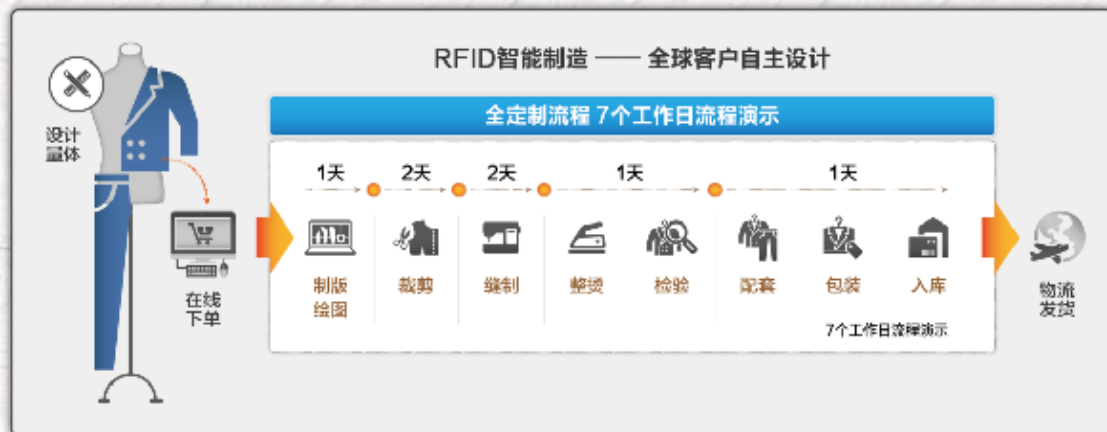 RFID智能制造 —— 全球客户自主设计
全定制流程 7个工作日流程演示
设计
量体
1天
2天
2天
1天
1天
制版
绘图
裁剪
缝制
整烫
检验
配套
包装
入库
在线
下单
物流
发货
7个工作日流程演示